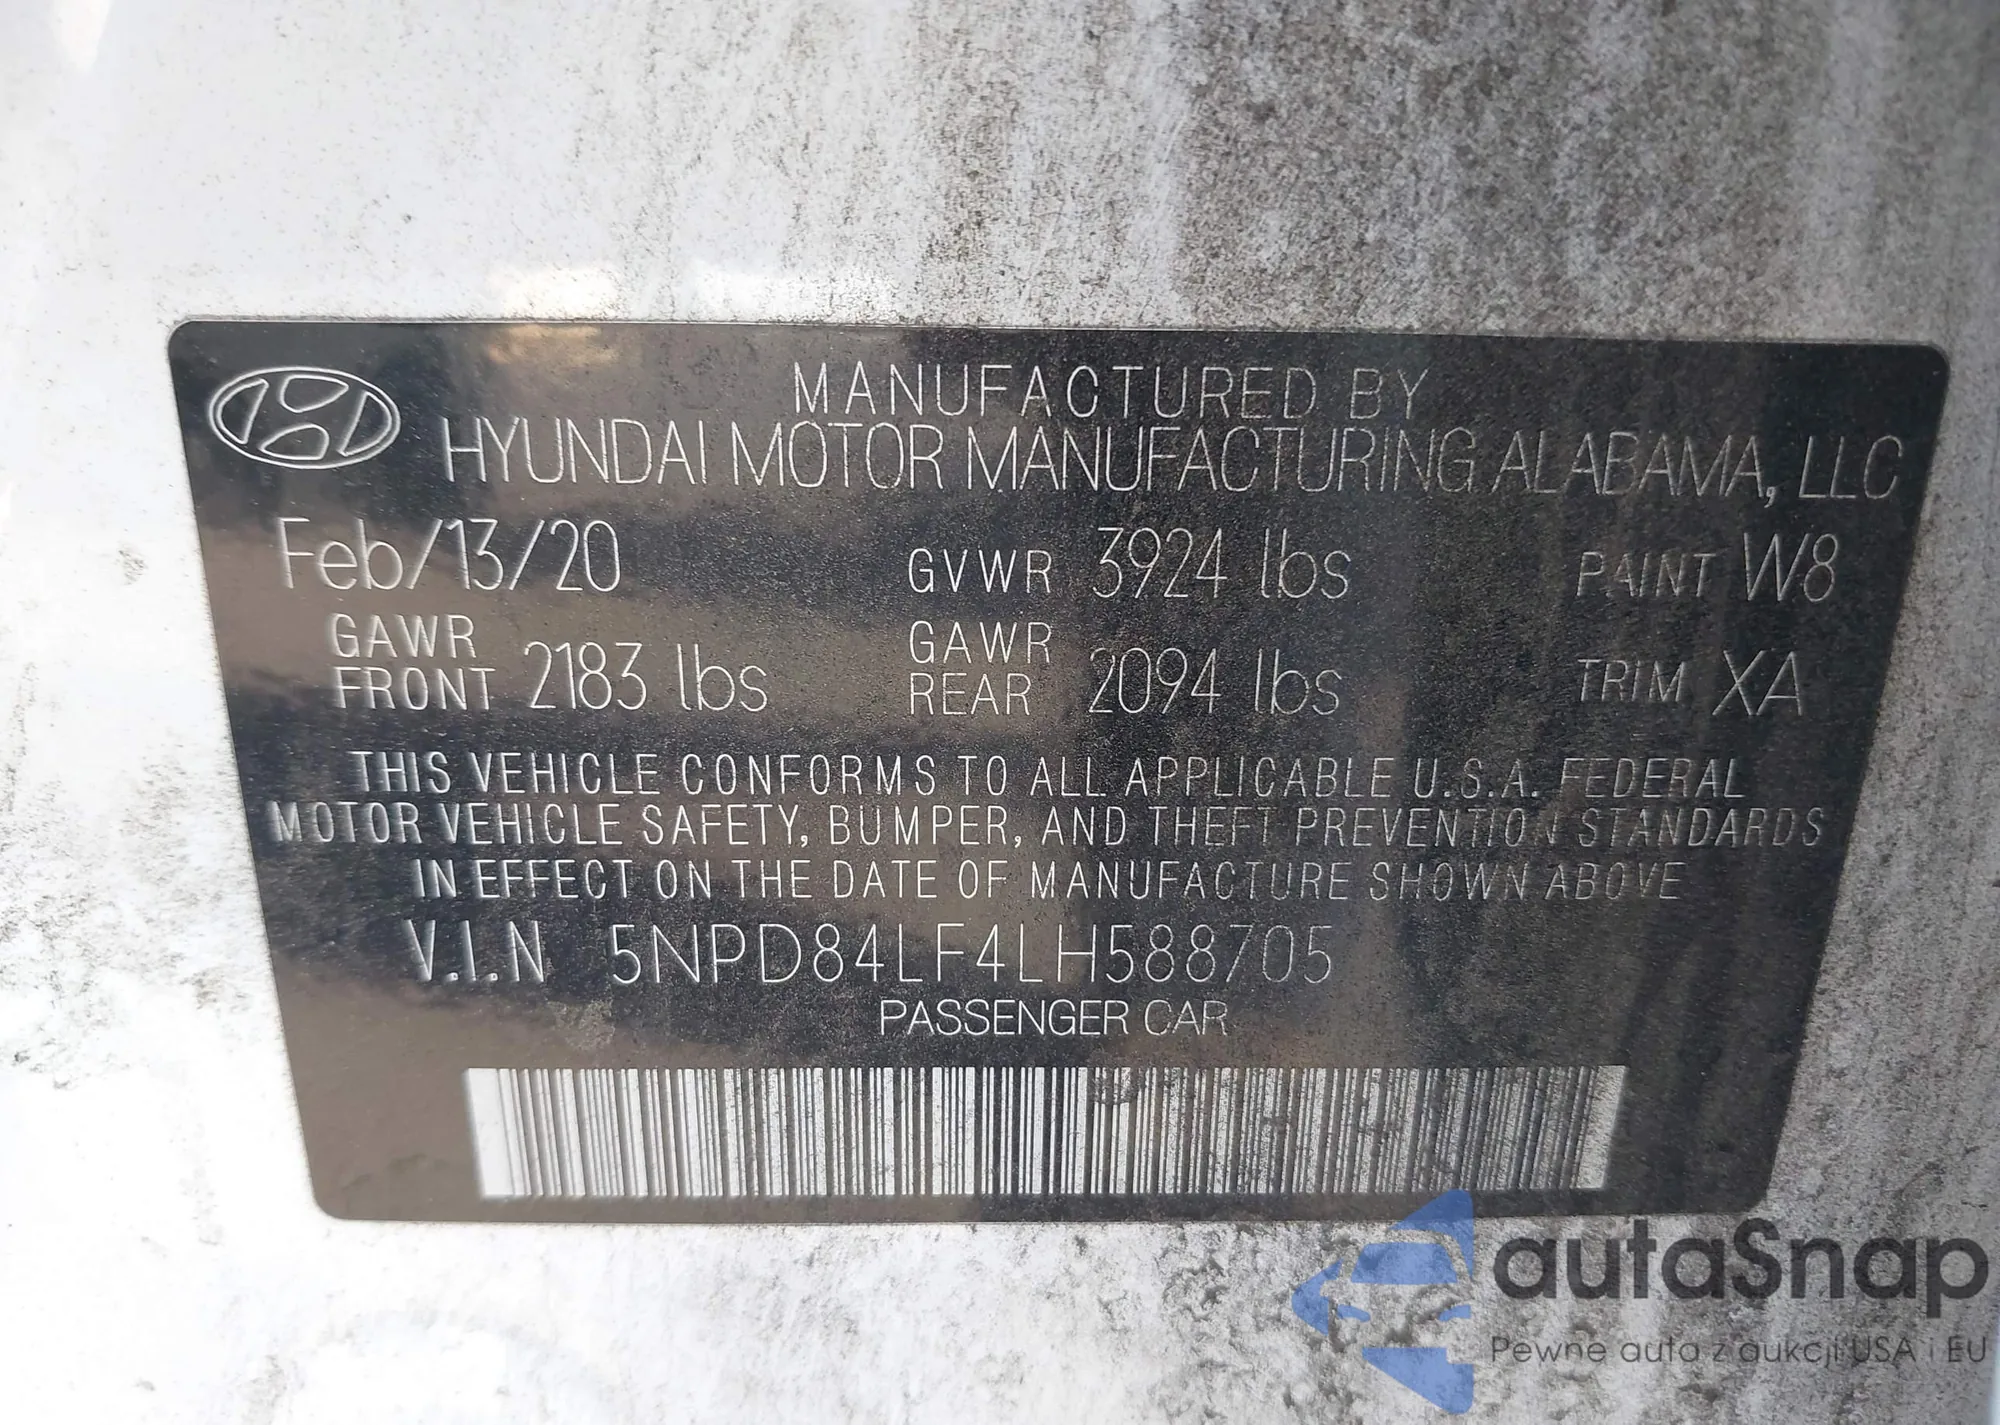 MANUFACTURED BY
HYUNDAI MOTOR MANUFACTURING ALABAMA, LLC
Feb/13/20 GVWR 3924 lbs PAINT W8
GAWR FRONT 2183 lbs GAWR REAR 2094 lbs TRIM XA
THIS VEHICLE CONFORMS TO ALL APPLICABLE U.S.A. FEDERAL
MOTOR VEHICLE SAFETY, BUMPER, AND THEFT PREVENTION STANDARDS
IN EFFECT ON THE DATE OF MANUFACTURE SHOWN ABOVE
V.I.N 5NPD84LF4LH588705
PASSENGER CAR
autaSnap
Pewne auta z aukcji USA i EU